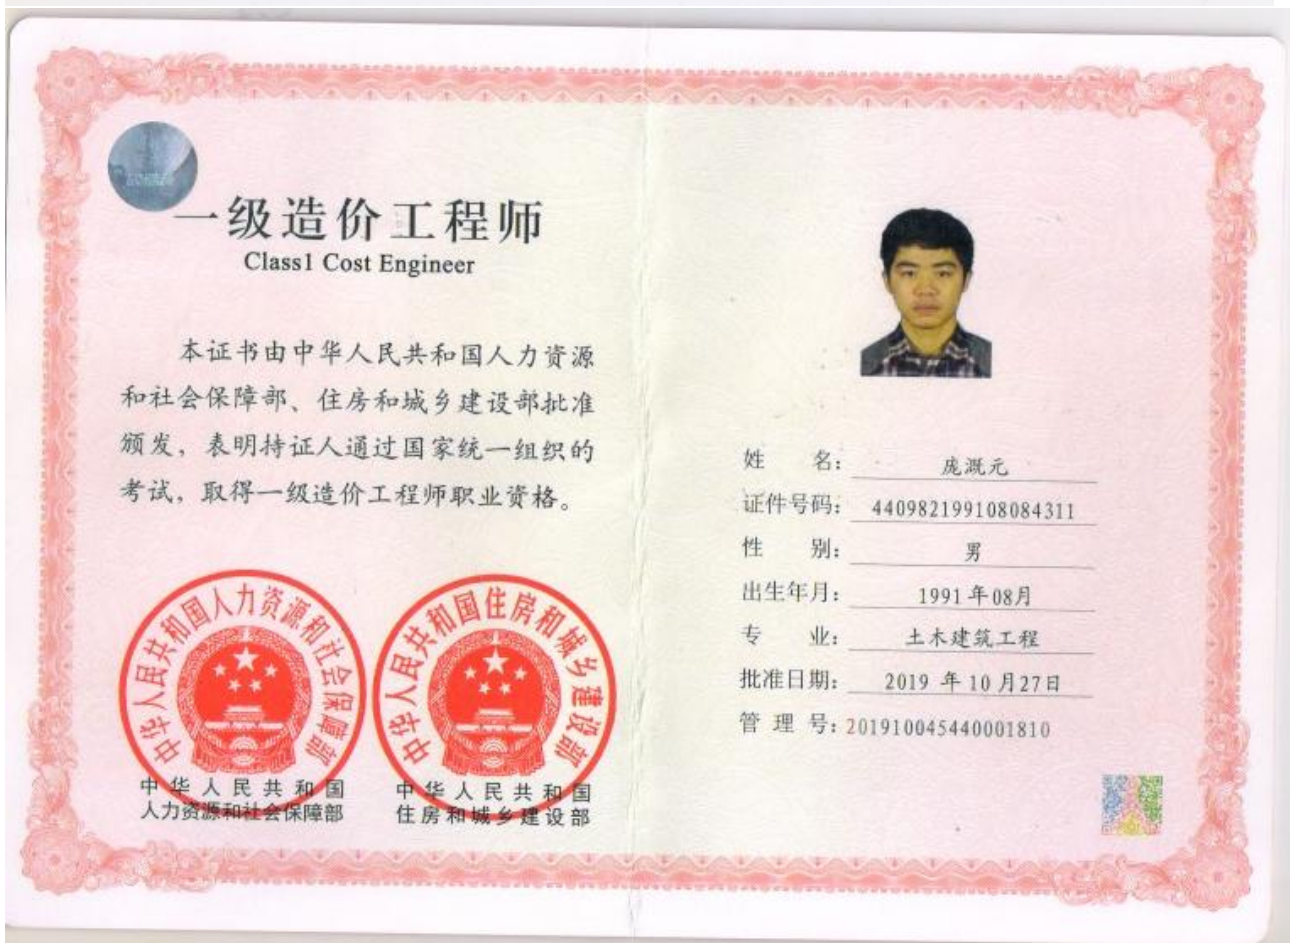 一级造价工程师
Class1 Cost Engineer
本证书由中华人民共和国人力资源
和社会保障部、住房和城乡建设部批准
颁发，表明持证人通过国家统一组织的
考试，取得一级造价工程师职业资格。
中华人民共和国人力资源和社会保障部
中华人民共和国
人力资源和社会保障部
中华人民共和国住房和城乡建设部
中华人民共和国
住房和城乡建设部
姓 名： 庞溉元
证件号码： 440982199108084311
性 别： 男
出生年月： 1991年08月
专 业： 土木建筑工程
批准日期： 2019 年 10 月27日
管 理 号：201910045440001810